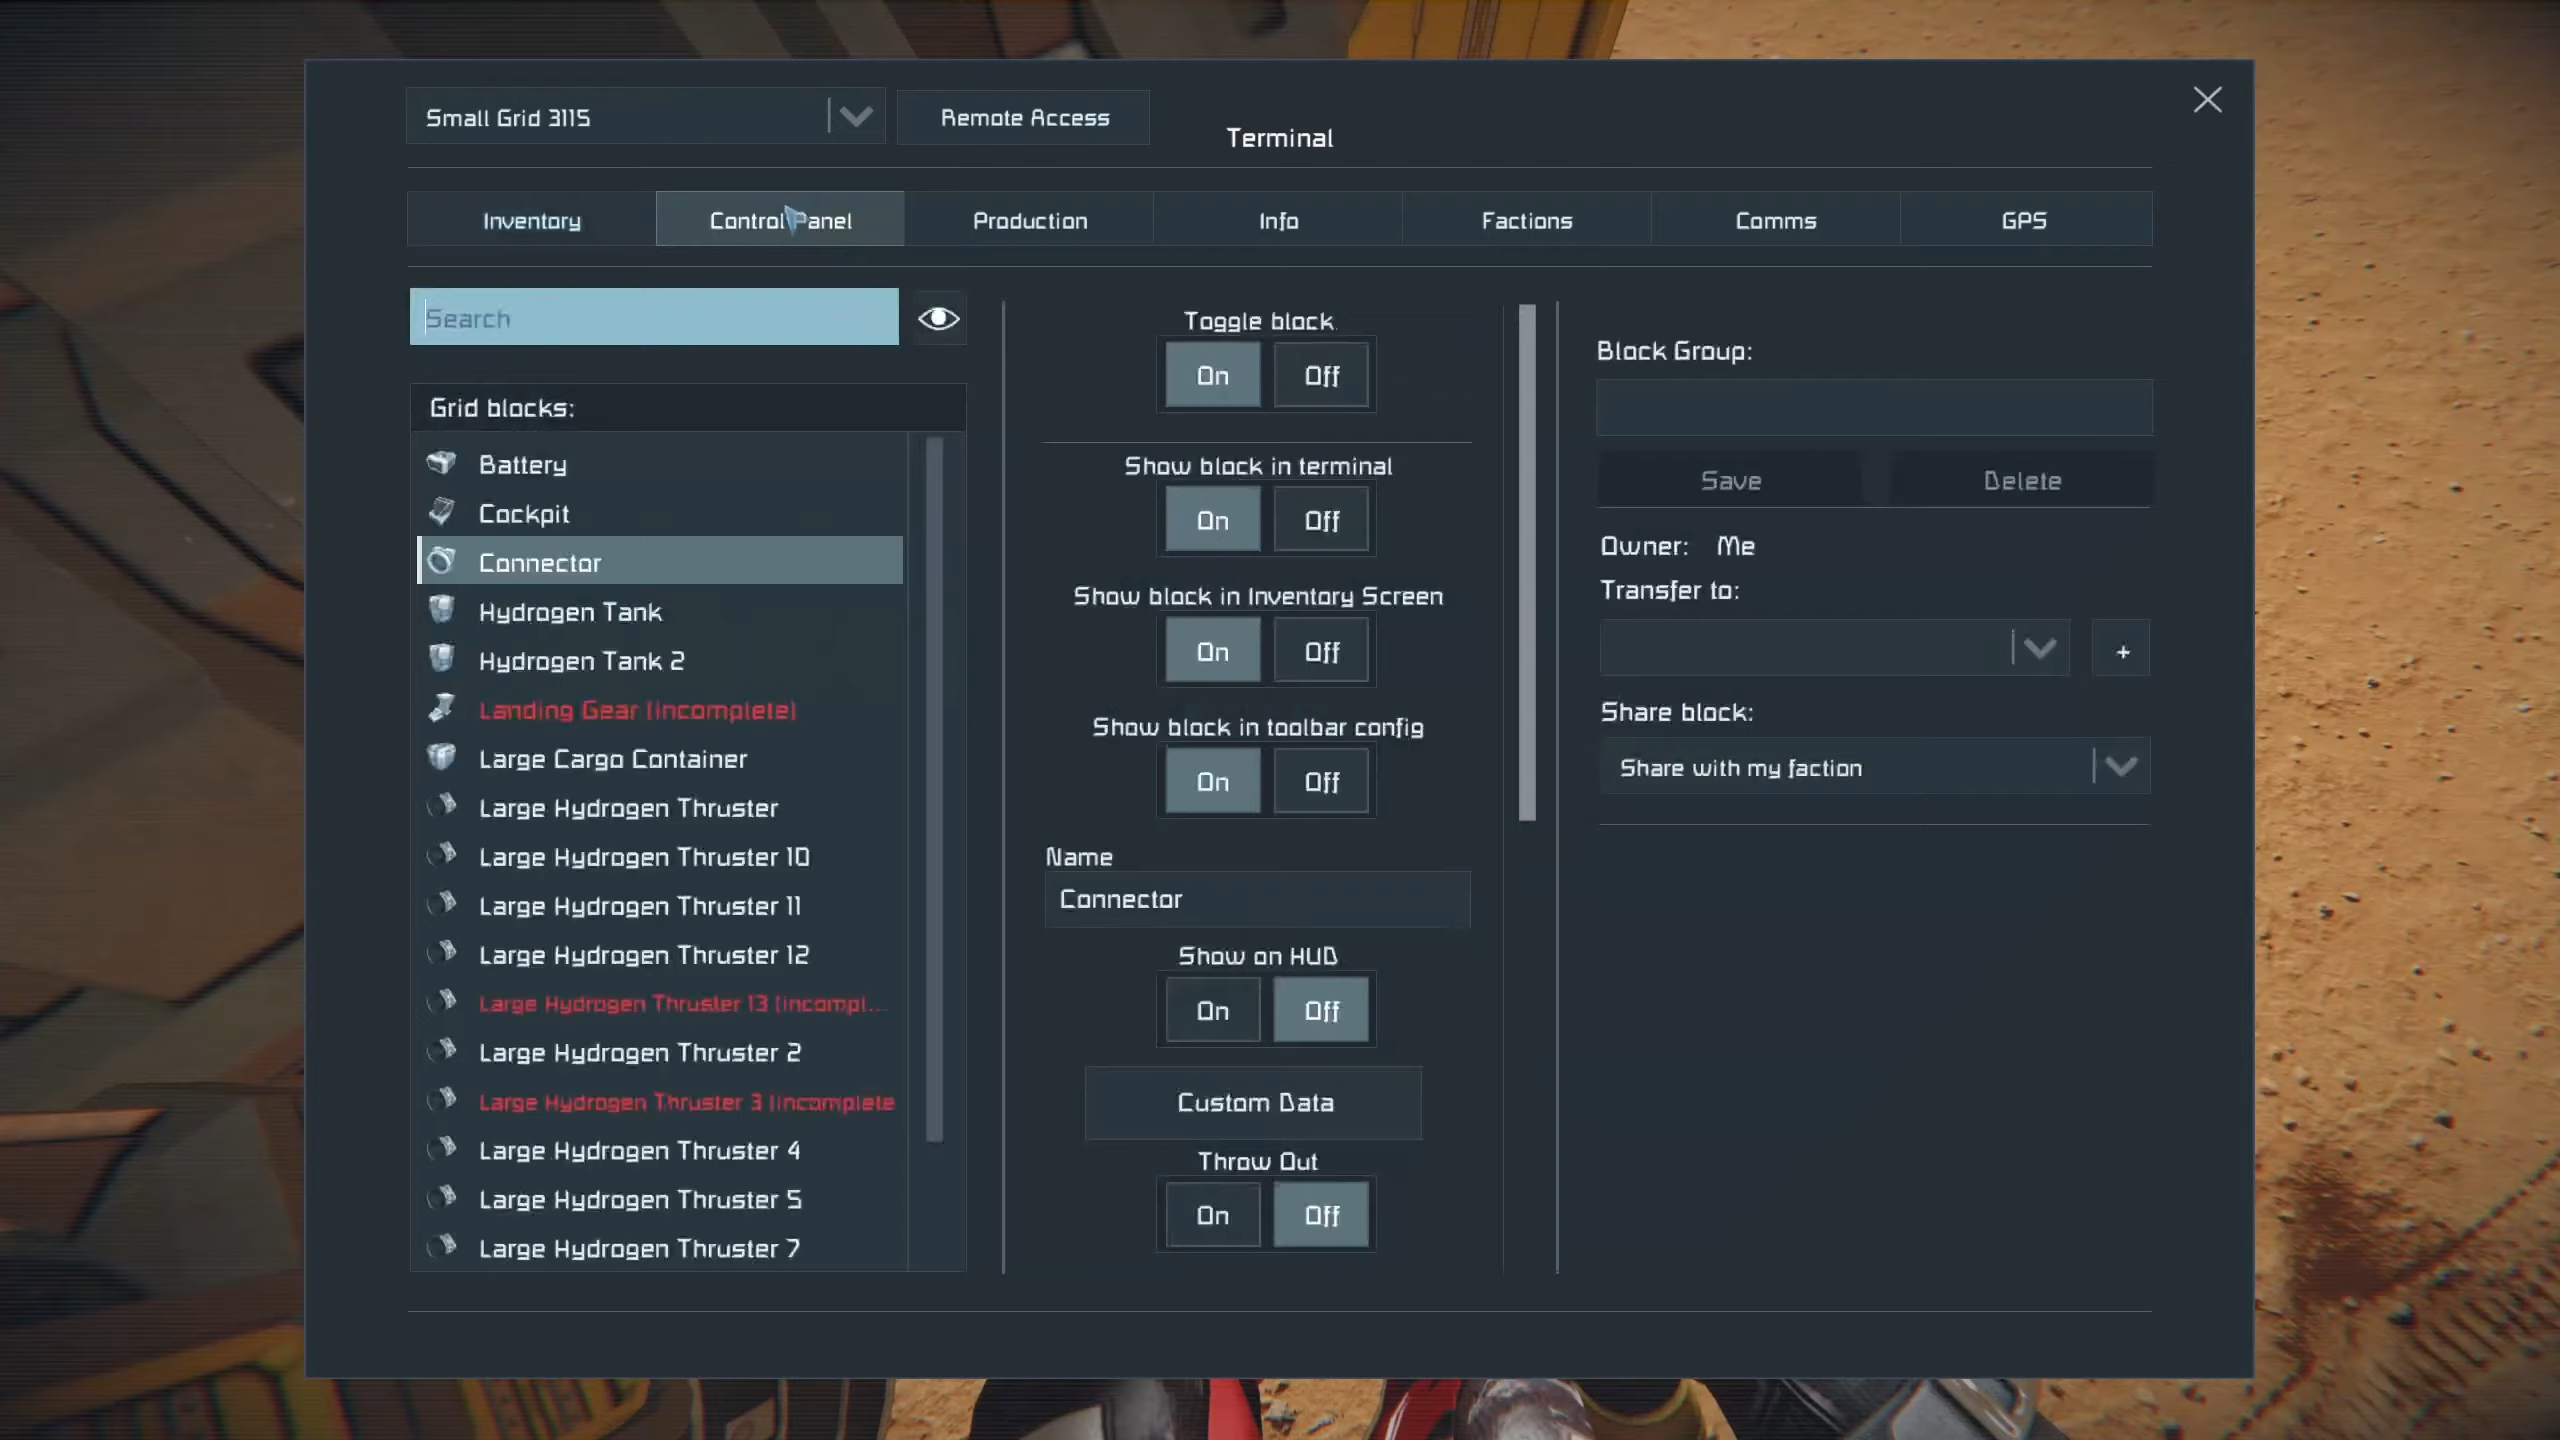 Small Grid 3115
Remote Access
Terminal
Inventory
Control Panel
Production
Info
Factions
Comms
GPS
Search
Grid blocks:
Battery
Cockpit
Connector
Hydrogen Tank
Hydrogen Tank 2
Landing Gear (Incomplete)
Large Cargo Container
Large Hydrogen Thruster
Large Hydrogen Thruster 10
Large Hydrogen Thruster 11
Large Hydrogen Thruster 12
Large Hydrogen Thruster 13 (Incompl...
Large Hydrogen Thruster 2
Large Hydrogen Thruster 3 (Incomplete
Large Hydrogen Thruster 4
Large Hydrogen Thruster 5
Large Hydrogen Thruster 7
Toggle block
On Off
Show block in terminal
On Off
Show block in Inventory Screen
On Off
Show block in toolbar config
On Off
Name
Connector
Show on HUD
On Off
Custom Data
Throw Out
On Off
Block Group:
Save Delete
Owner: Me
Transfer to:
+
Share block:
Share with my faction